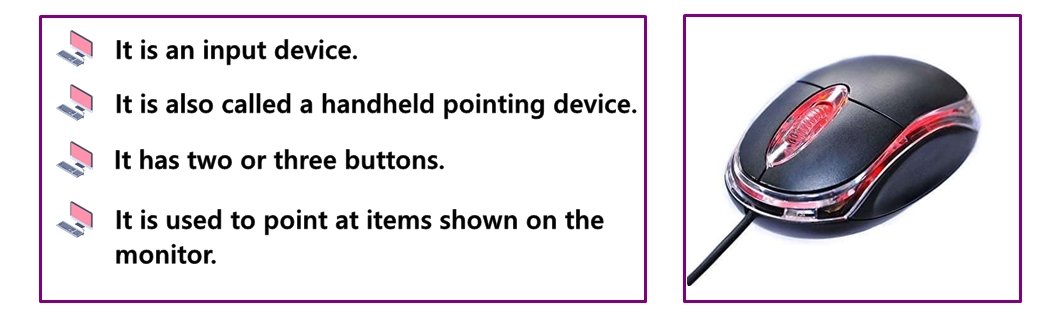 It is an input device.
It is also called a handheld pointing device.
It has two or three buttons.
It is used to point at items shown on the
monitor.